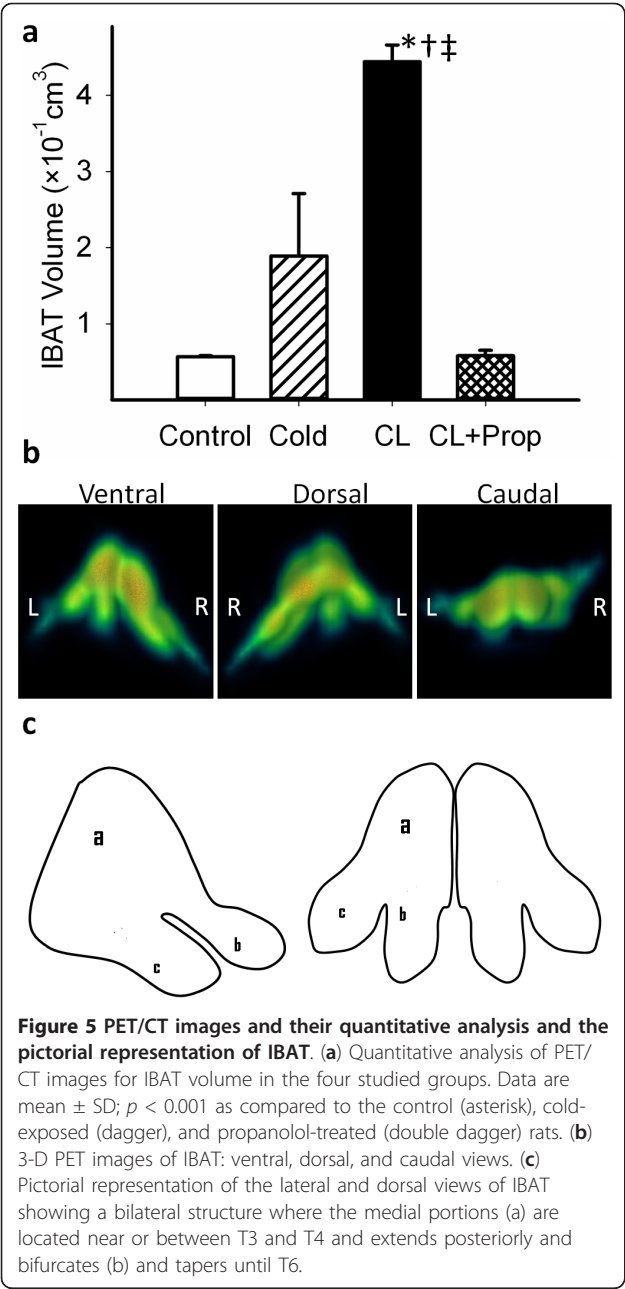 a
IBAT Volume (×10⁻¹cm³)
4
3
2
1
*†‡
Control Cold CL CL+Prop
b
Ventral Dorsal Caudal
L R R L L R
c
a a
c b
b
c
Figure 5 PET/CT images and their quantitative analysis and the
pictorial representation of IBAT. (a) Quantitative analysis of PET/
CT images for IBAT volume in the four studied groups. Data are
mean ± SD; p < 0.001 as compared to the control (asterisk), cold-
exposed (dagger), and propanolol-treated (double dagger) rats. (b)
3-D PET images of IBAT: ventral, dorsal, and caudal views. (c)
Pictorial representation of the lateral and dorsal views of IBAT
showing a bilateral structure where the medial portions (a) are
located near or between T3 and T4 and extends posteriorly and
bifurcates (b) and tapers until T6.